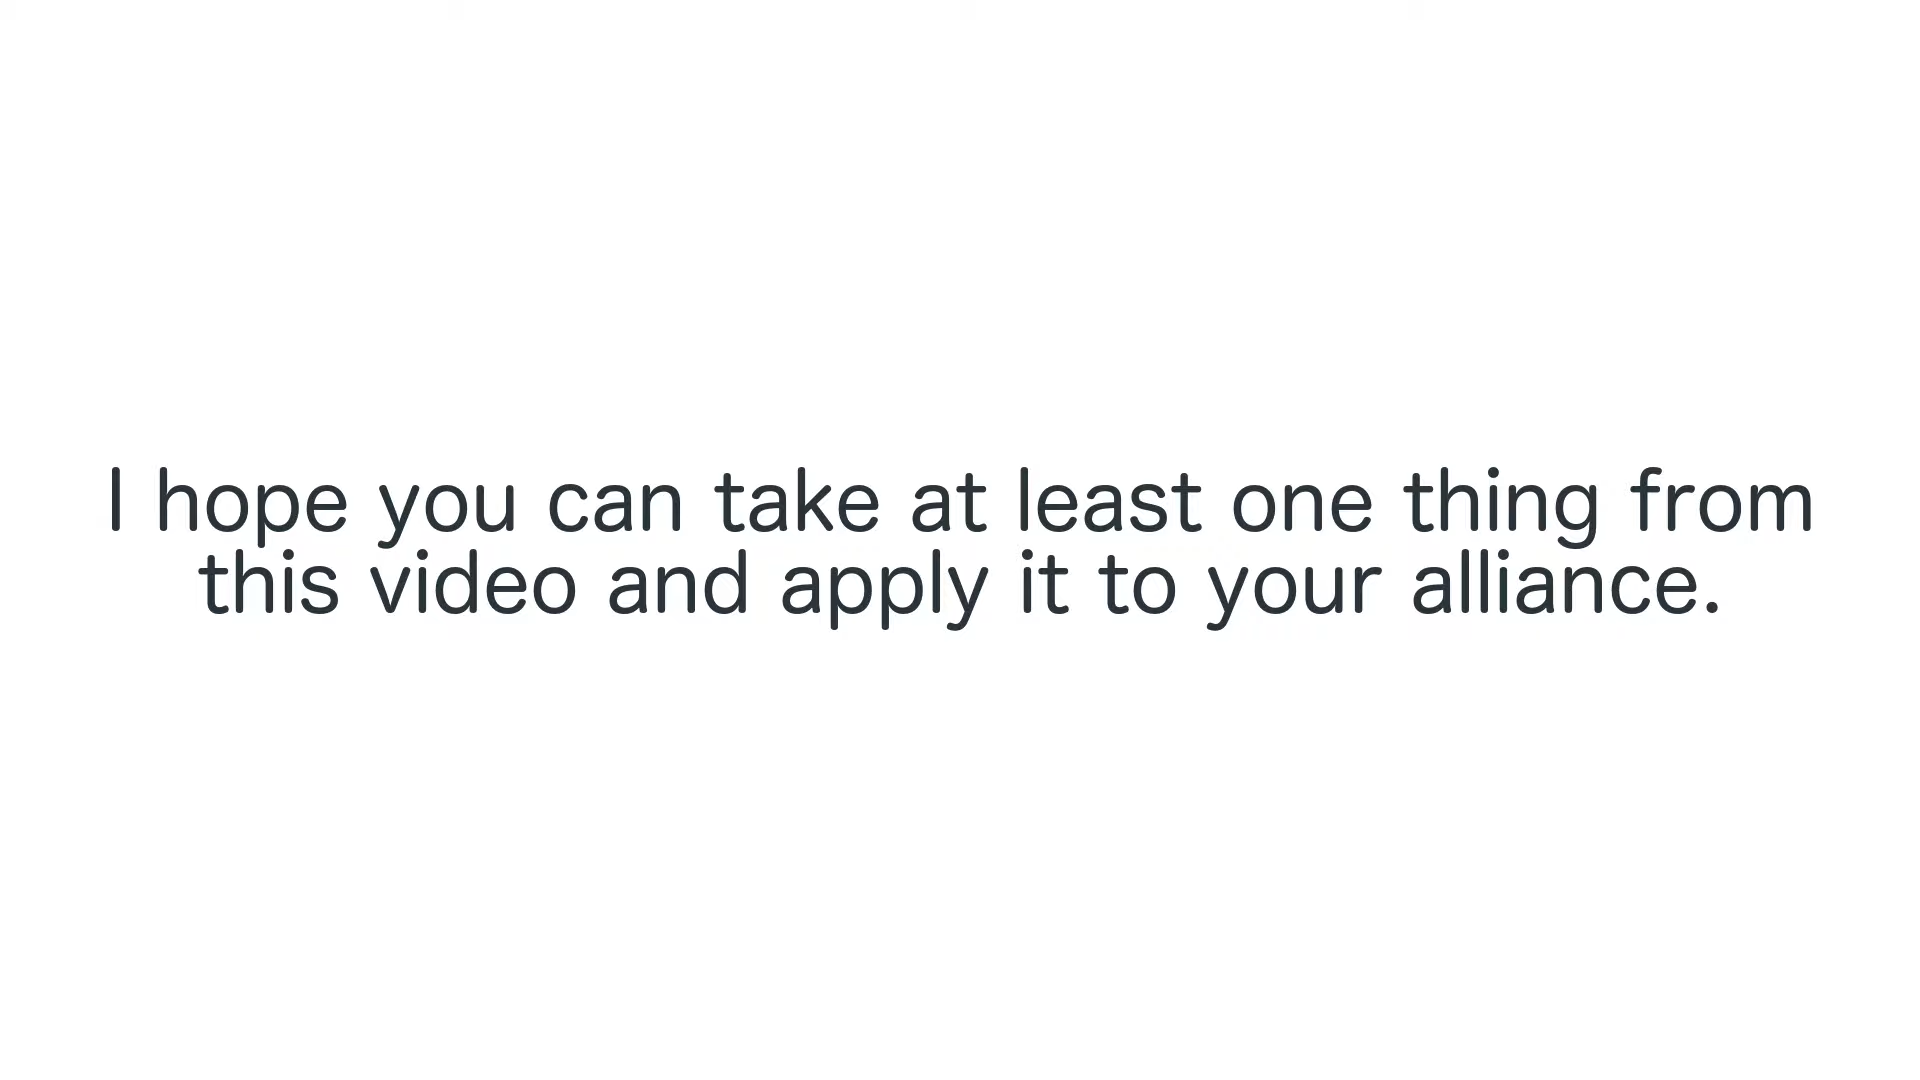 I hope you can take at least one thing from
this video and apply it to your alliance.